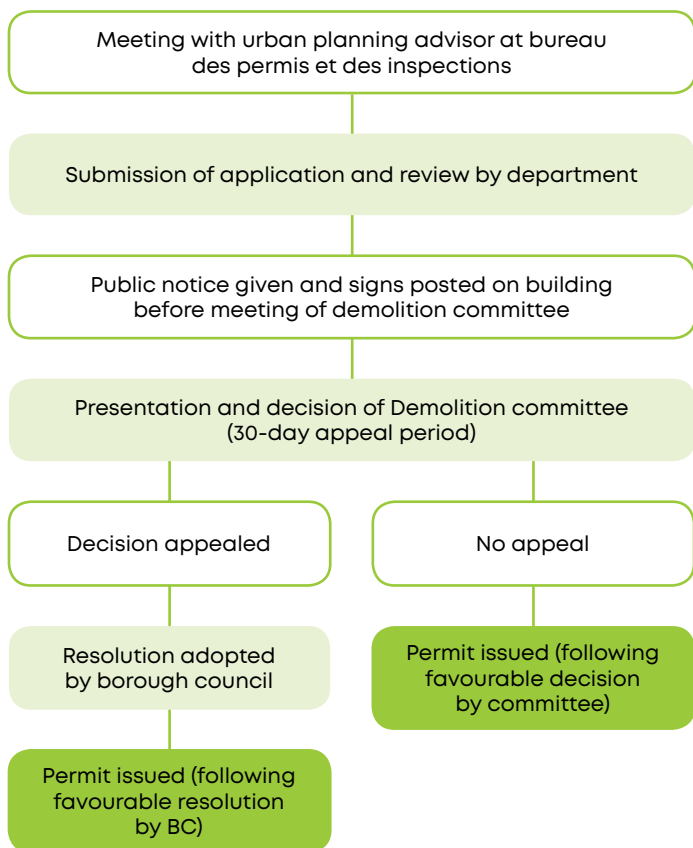 Meeting with urban planning advisor at bureau
des permis et des inspections
Submission of application and review by department
Public notice given and signs posted on building
before meeting of demolition committee
Presentation and decision of Demolition committee
(30-day appeal period)
Decision appealed
No appeal
Resolution adopted
by borough council
Permit issued (following
favourable decision
by committee)
Permit issued (following
favourable resolution
by BC)